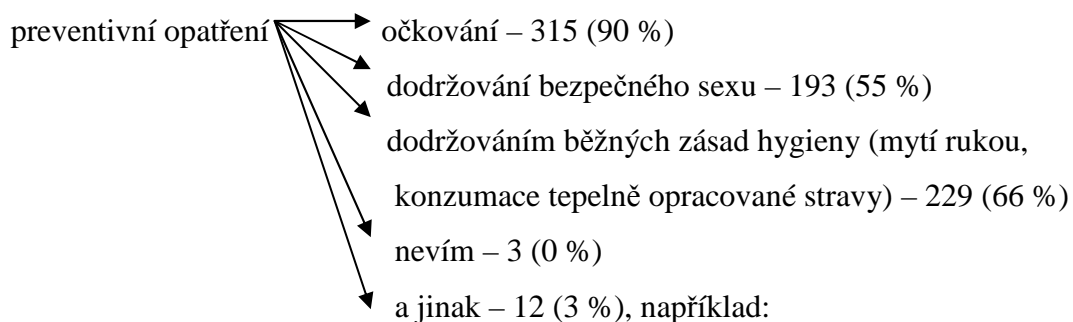 preventivní opatření očkování – 315 (90 %)
dodržování bezpečného sexu – 193 (55 %)
dodržováním běžných zásad hygieny (mytí rukou,
konzumace tepelně opracované stravy) – 229 (66 %)
nevím – 3 (0 %)
a jinak – 12 (3 %), například: